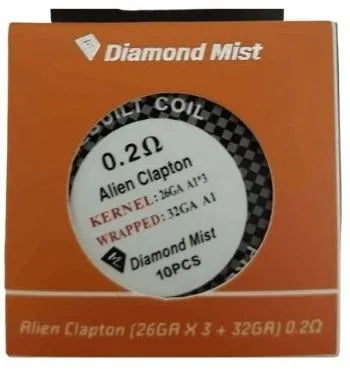 Diamond Mist
COIL
0.2Ω
Alien Clapton
KERNEL: 26GA A1*3
WRAPPED: 32GA A1
Diamond Mist
10PCS
Alien Clapton (26GA X 3 + 32GA) 0.2Ω